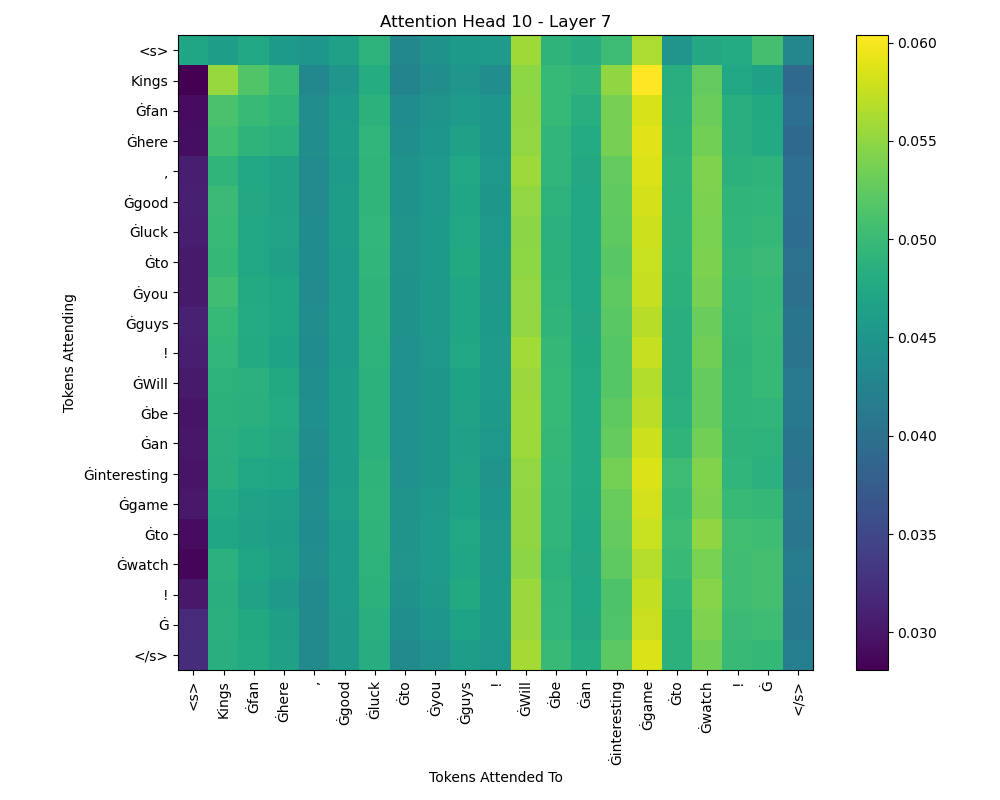 Attention Head 10 - Layer 7
Tokens Attending
<s>
Kings
Ġfan
Ġhere
,
Ġgood
Ġluck
Ġto
Ġyou
Ġguys
!
ĠWill
Ġbe
Ġan
Ġinteresting
Ġgame
Ġto
Ġwatch
!
Ġ
</s>
<s>
Kings
Ġfan
Ġhere
,
Ġgood
Ġluck
Ġto
Ġyou
Ġguys
!
ĠWill
Ġbe
Ġan
Ġinteresting
Ġgame
Ġto
Ġwatch
!
Ġ
</s>
Tokens Attended To
0.060
0.055
0.050
0.045
0.040
0.035
0.030